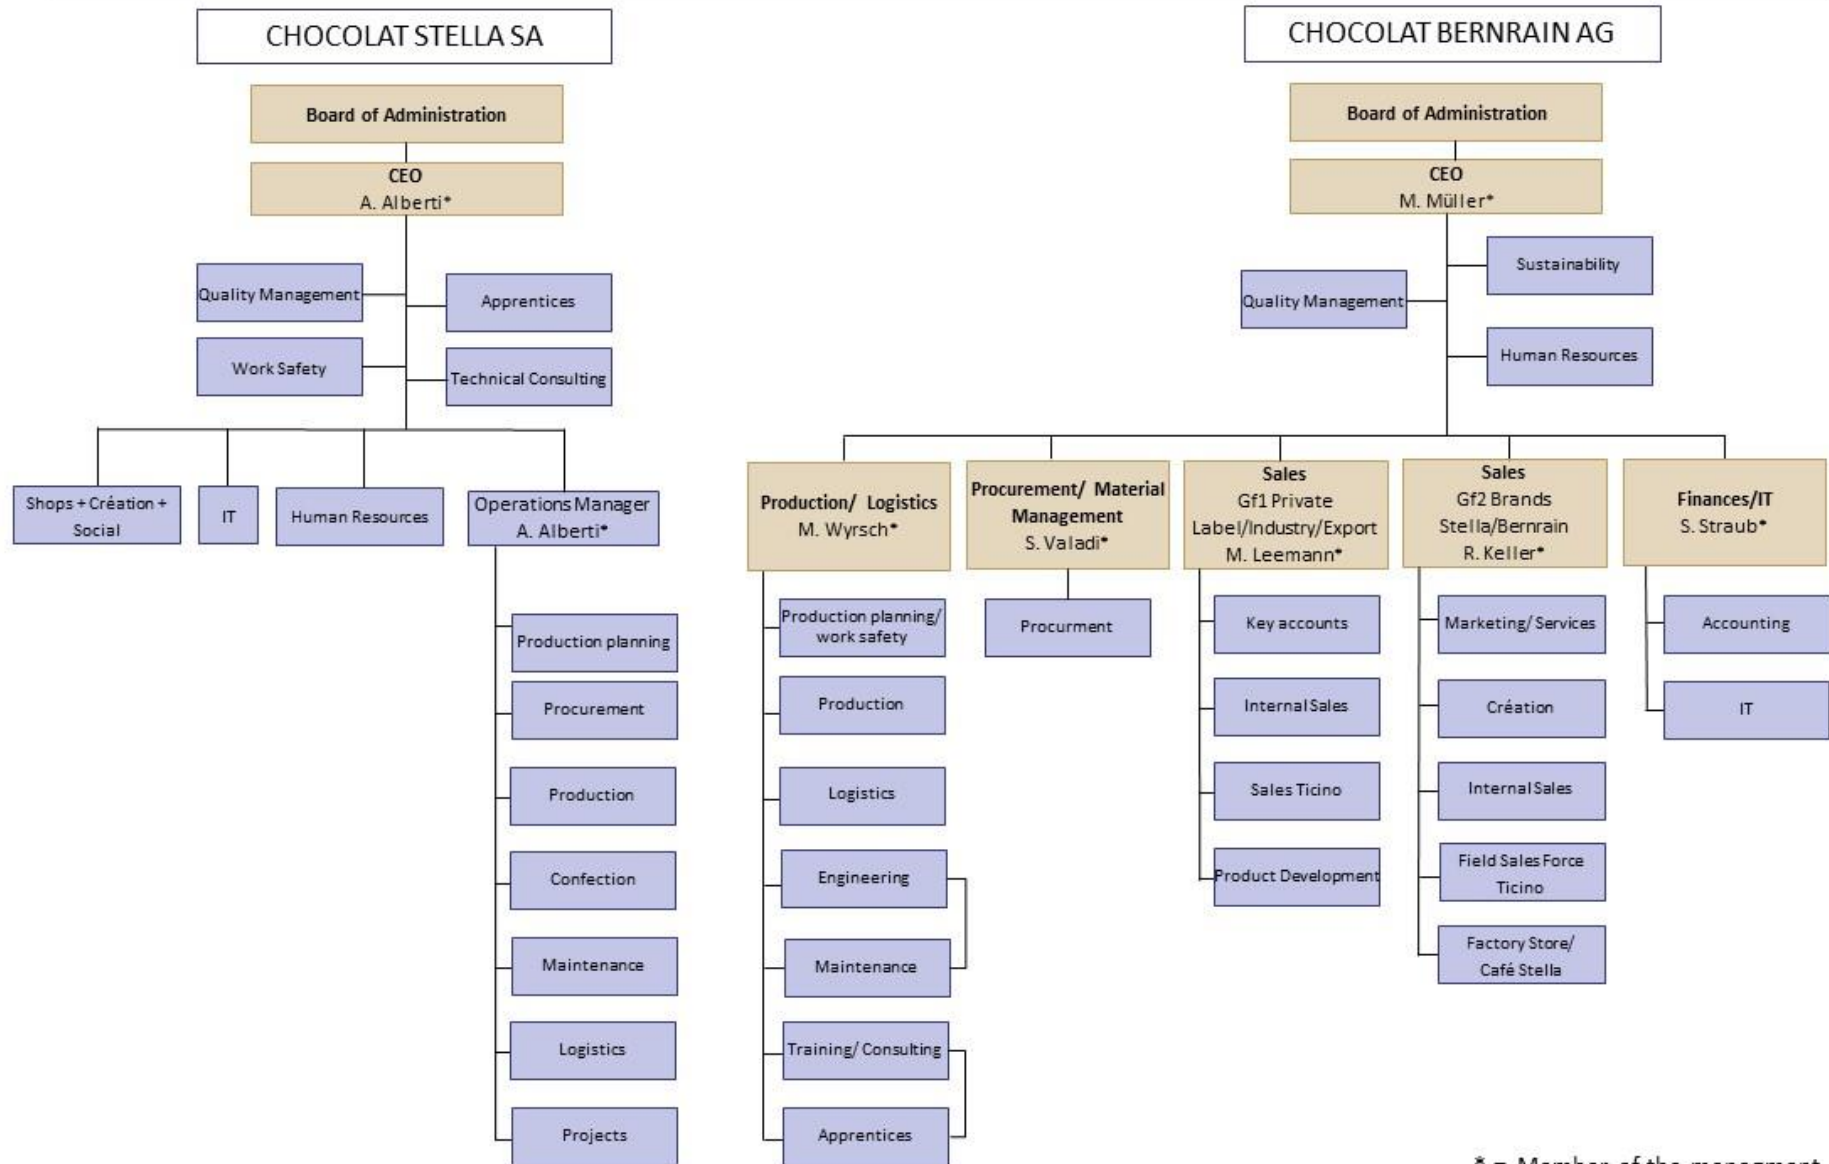 CHOCOLAT STELLA SA
Board of Administration
CEO
A. Alberti*
Quality Management
Apprentices
Work Safety
Technical Consulting
Shops + Création +
Social
IT
Human Resources
Operations Manager
A. Alberti*
Production planning
Procurement
Production
Confection
Maintenance
Logistics
Projects
CHOCOLAT BERNRAIN AG
Board of Administration
CEO
M. Müller*
Sustainability
Quality Management
Human Resources
Production/ Logistics
M. Wyrsch*
Production planning/
work safety
Production
Logistics
Engineering
Maintenance
Training/ Consulting
Apprentices
Procurement/ Material
Management
S. Valadi*
Procurment
Sales
Gf1 Private
Label/Industry/Export
M. Leemann*
Key accounts
Internal Sales
Sales Ticino
Product Development
Sales
Gf2 Brands
Stella/Bernrain
R. Keller*
Marketing/ Services
Création
Internal Sales
Field Sales Force
Ticino
Factory Store/
Café Stella
Finances/IT
S. Straub*
Accounting
IT
* = Member of the managment